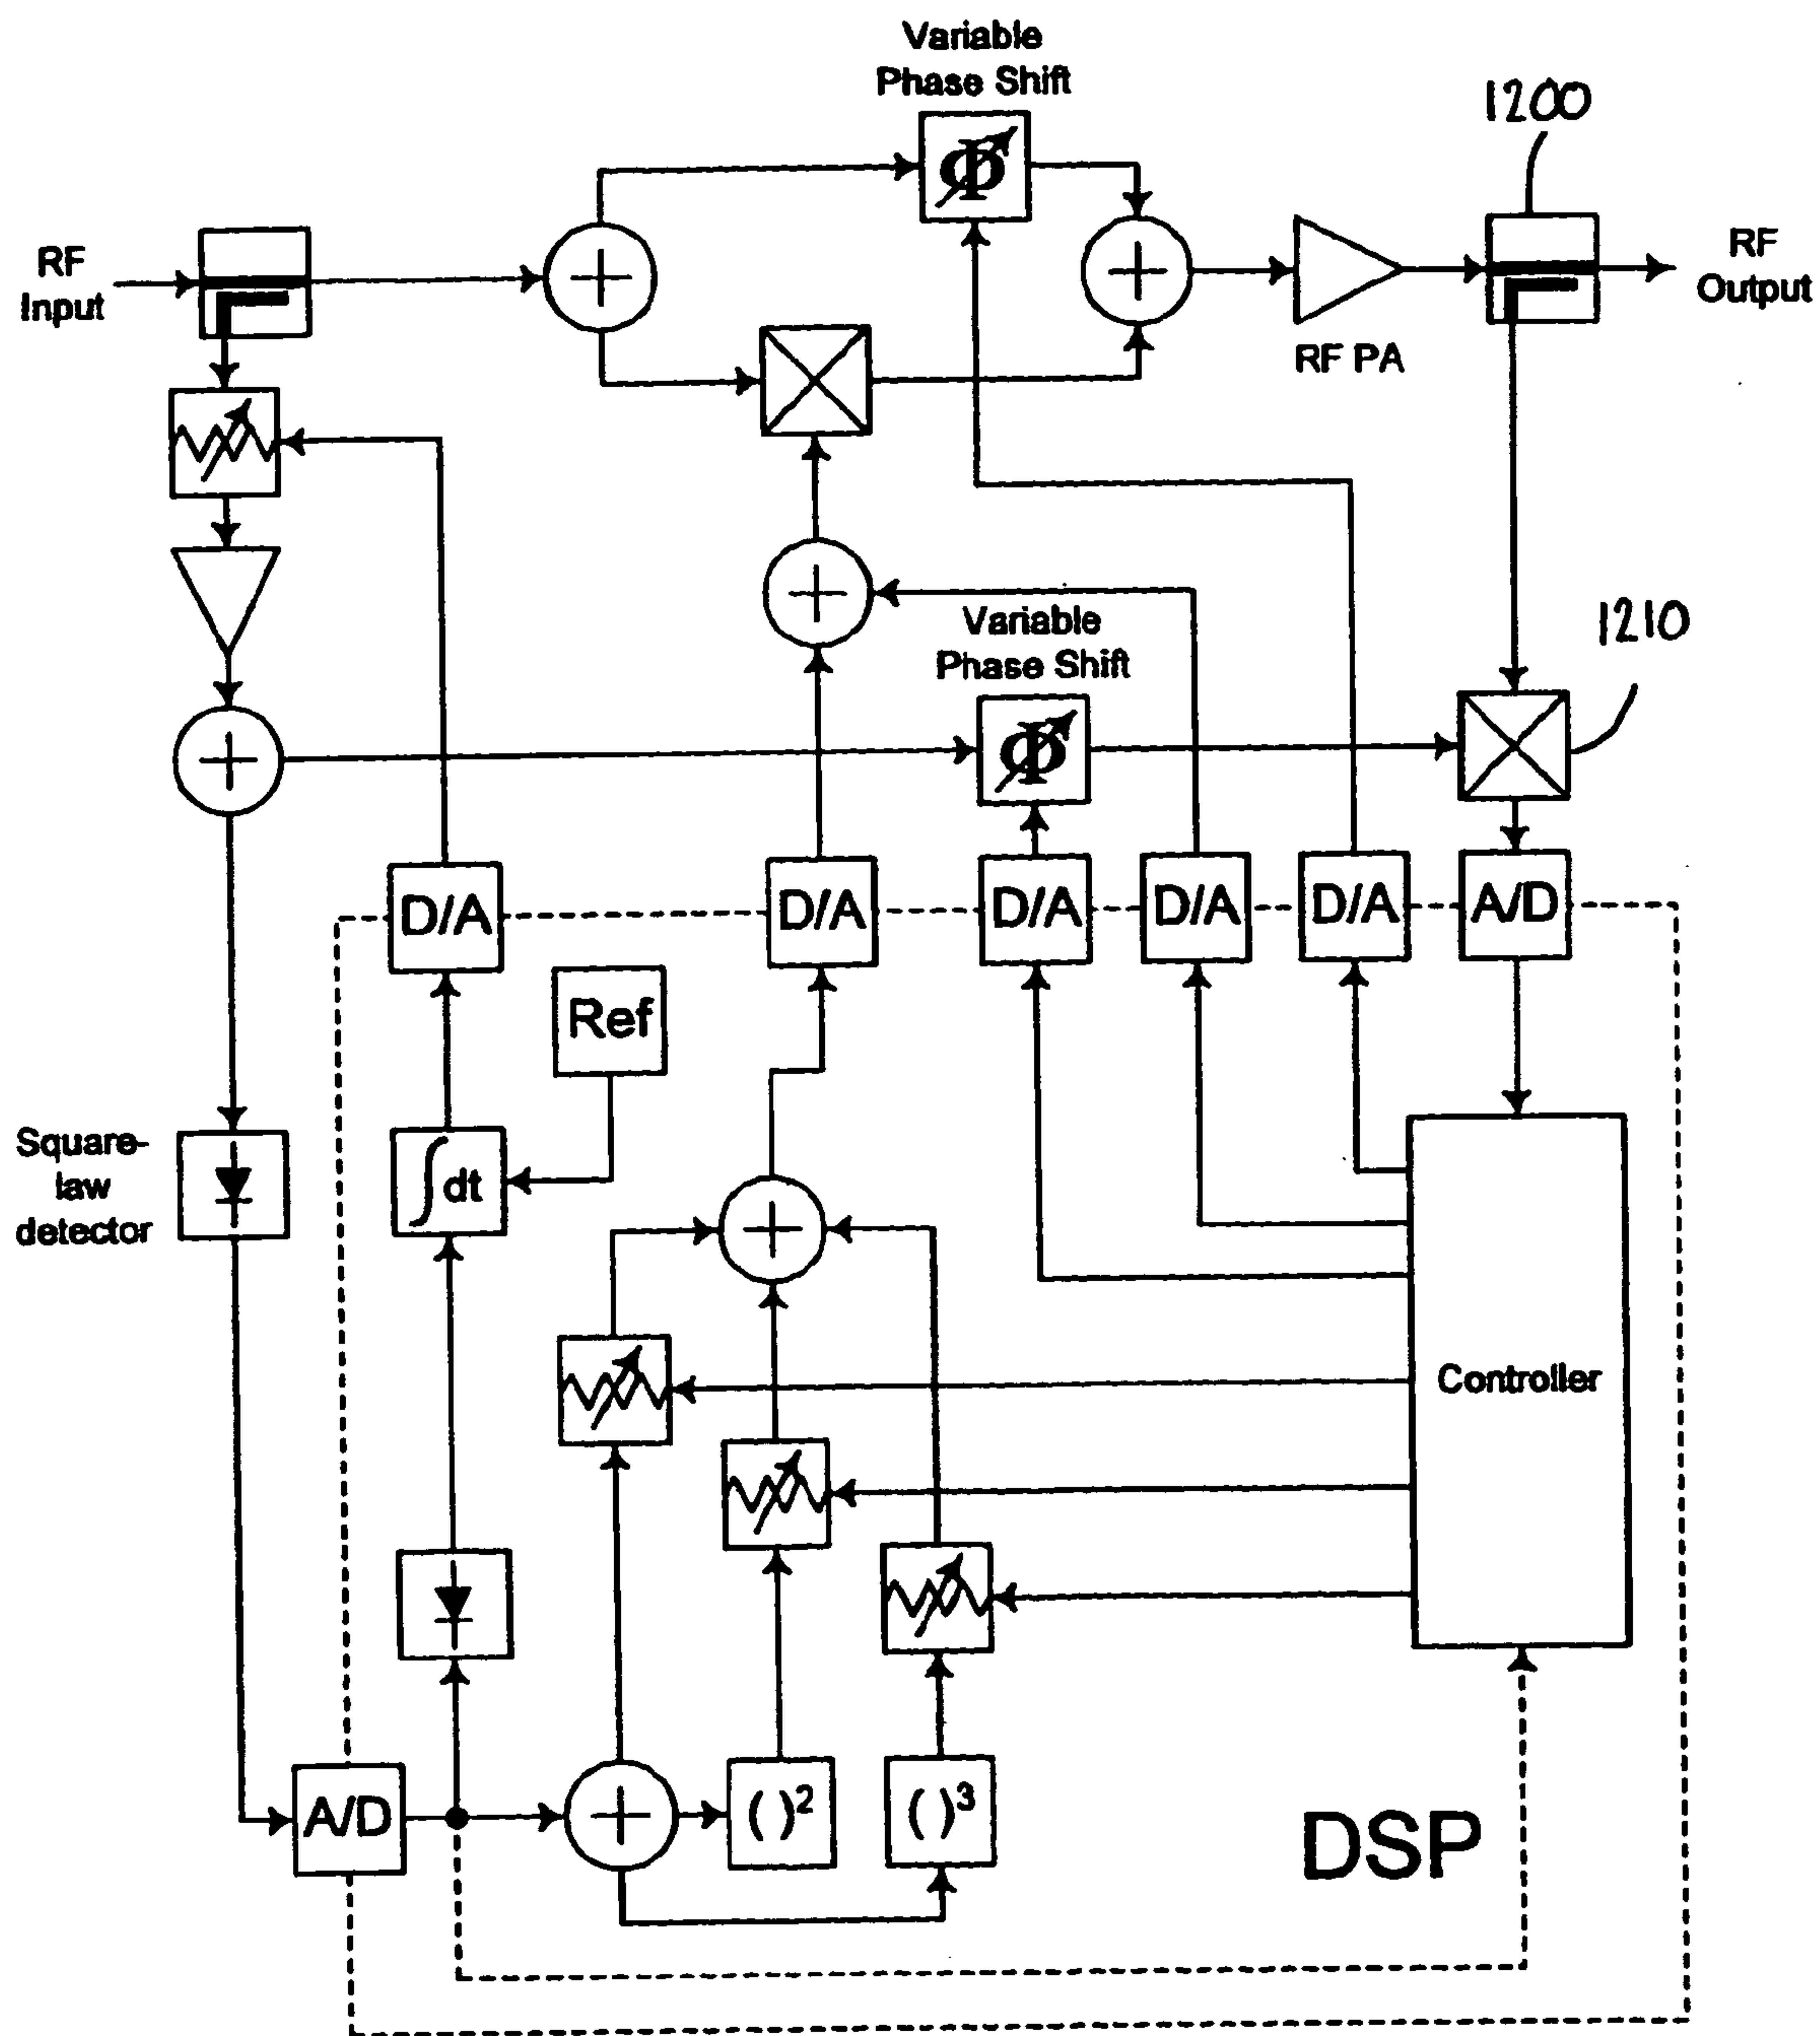 Variable
Phase Shift
1200
RF
Input
Φ
RF
Output
RF PA
Variable
Phase Shift
1210
Φ
D/A
D/A
D/A
D/A
D/A
A/D
Ref
Square-
law
detector
∫dt
Controller
A/D
( )²
( )³
DSP